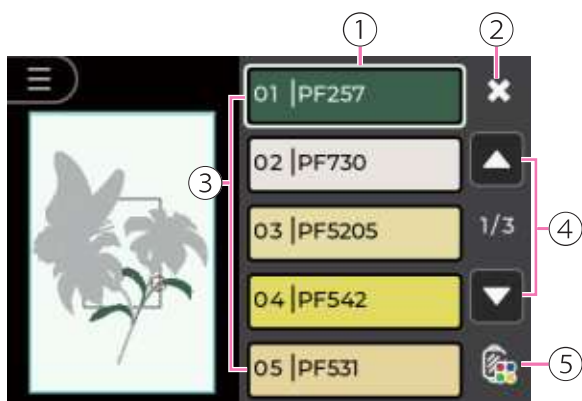 ① ②
01 |PF257
02 |PF730
③
03 |PF5205
1/3
④
04 |PF542
05 |PF531
⑤